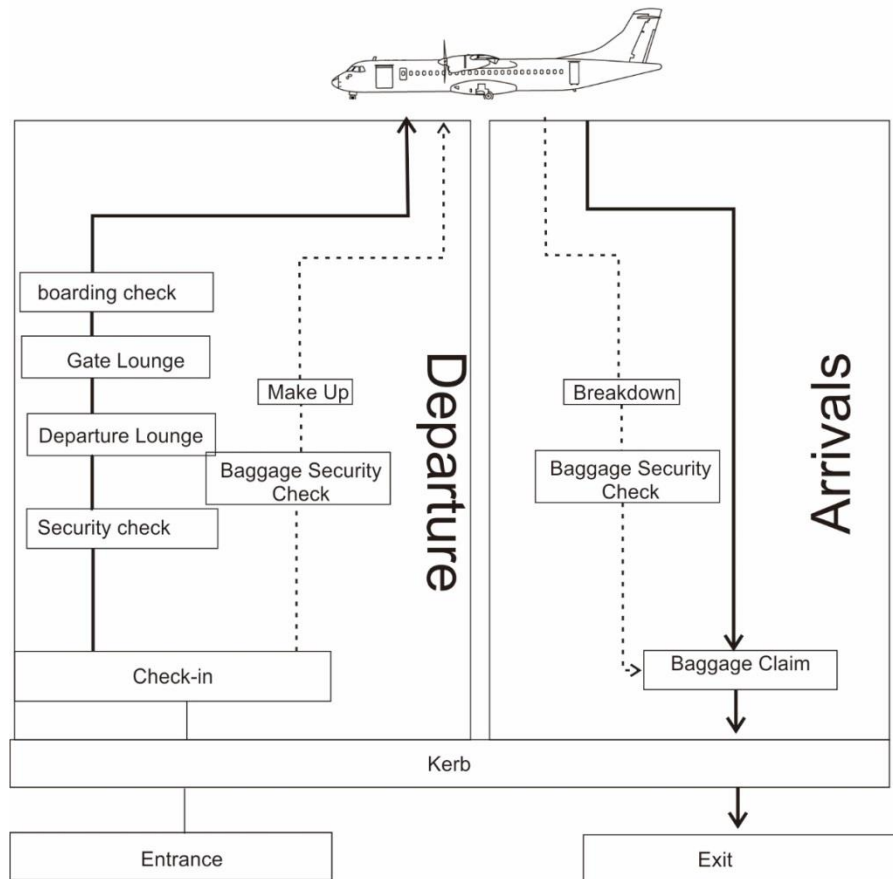 boarding check
Gate Lounge
Departure Lounge
Security check
Make Up
Baggage Security
Check
Departure
Check-in
Breakdown
Baggage Security
Check
Arrivals
Baggage Claim
Kerb
Entrance
Exit